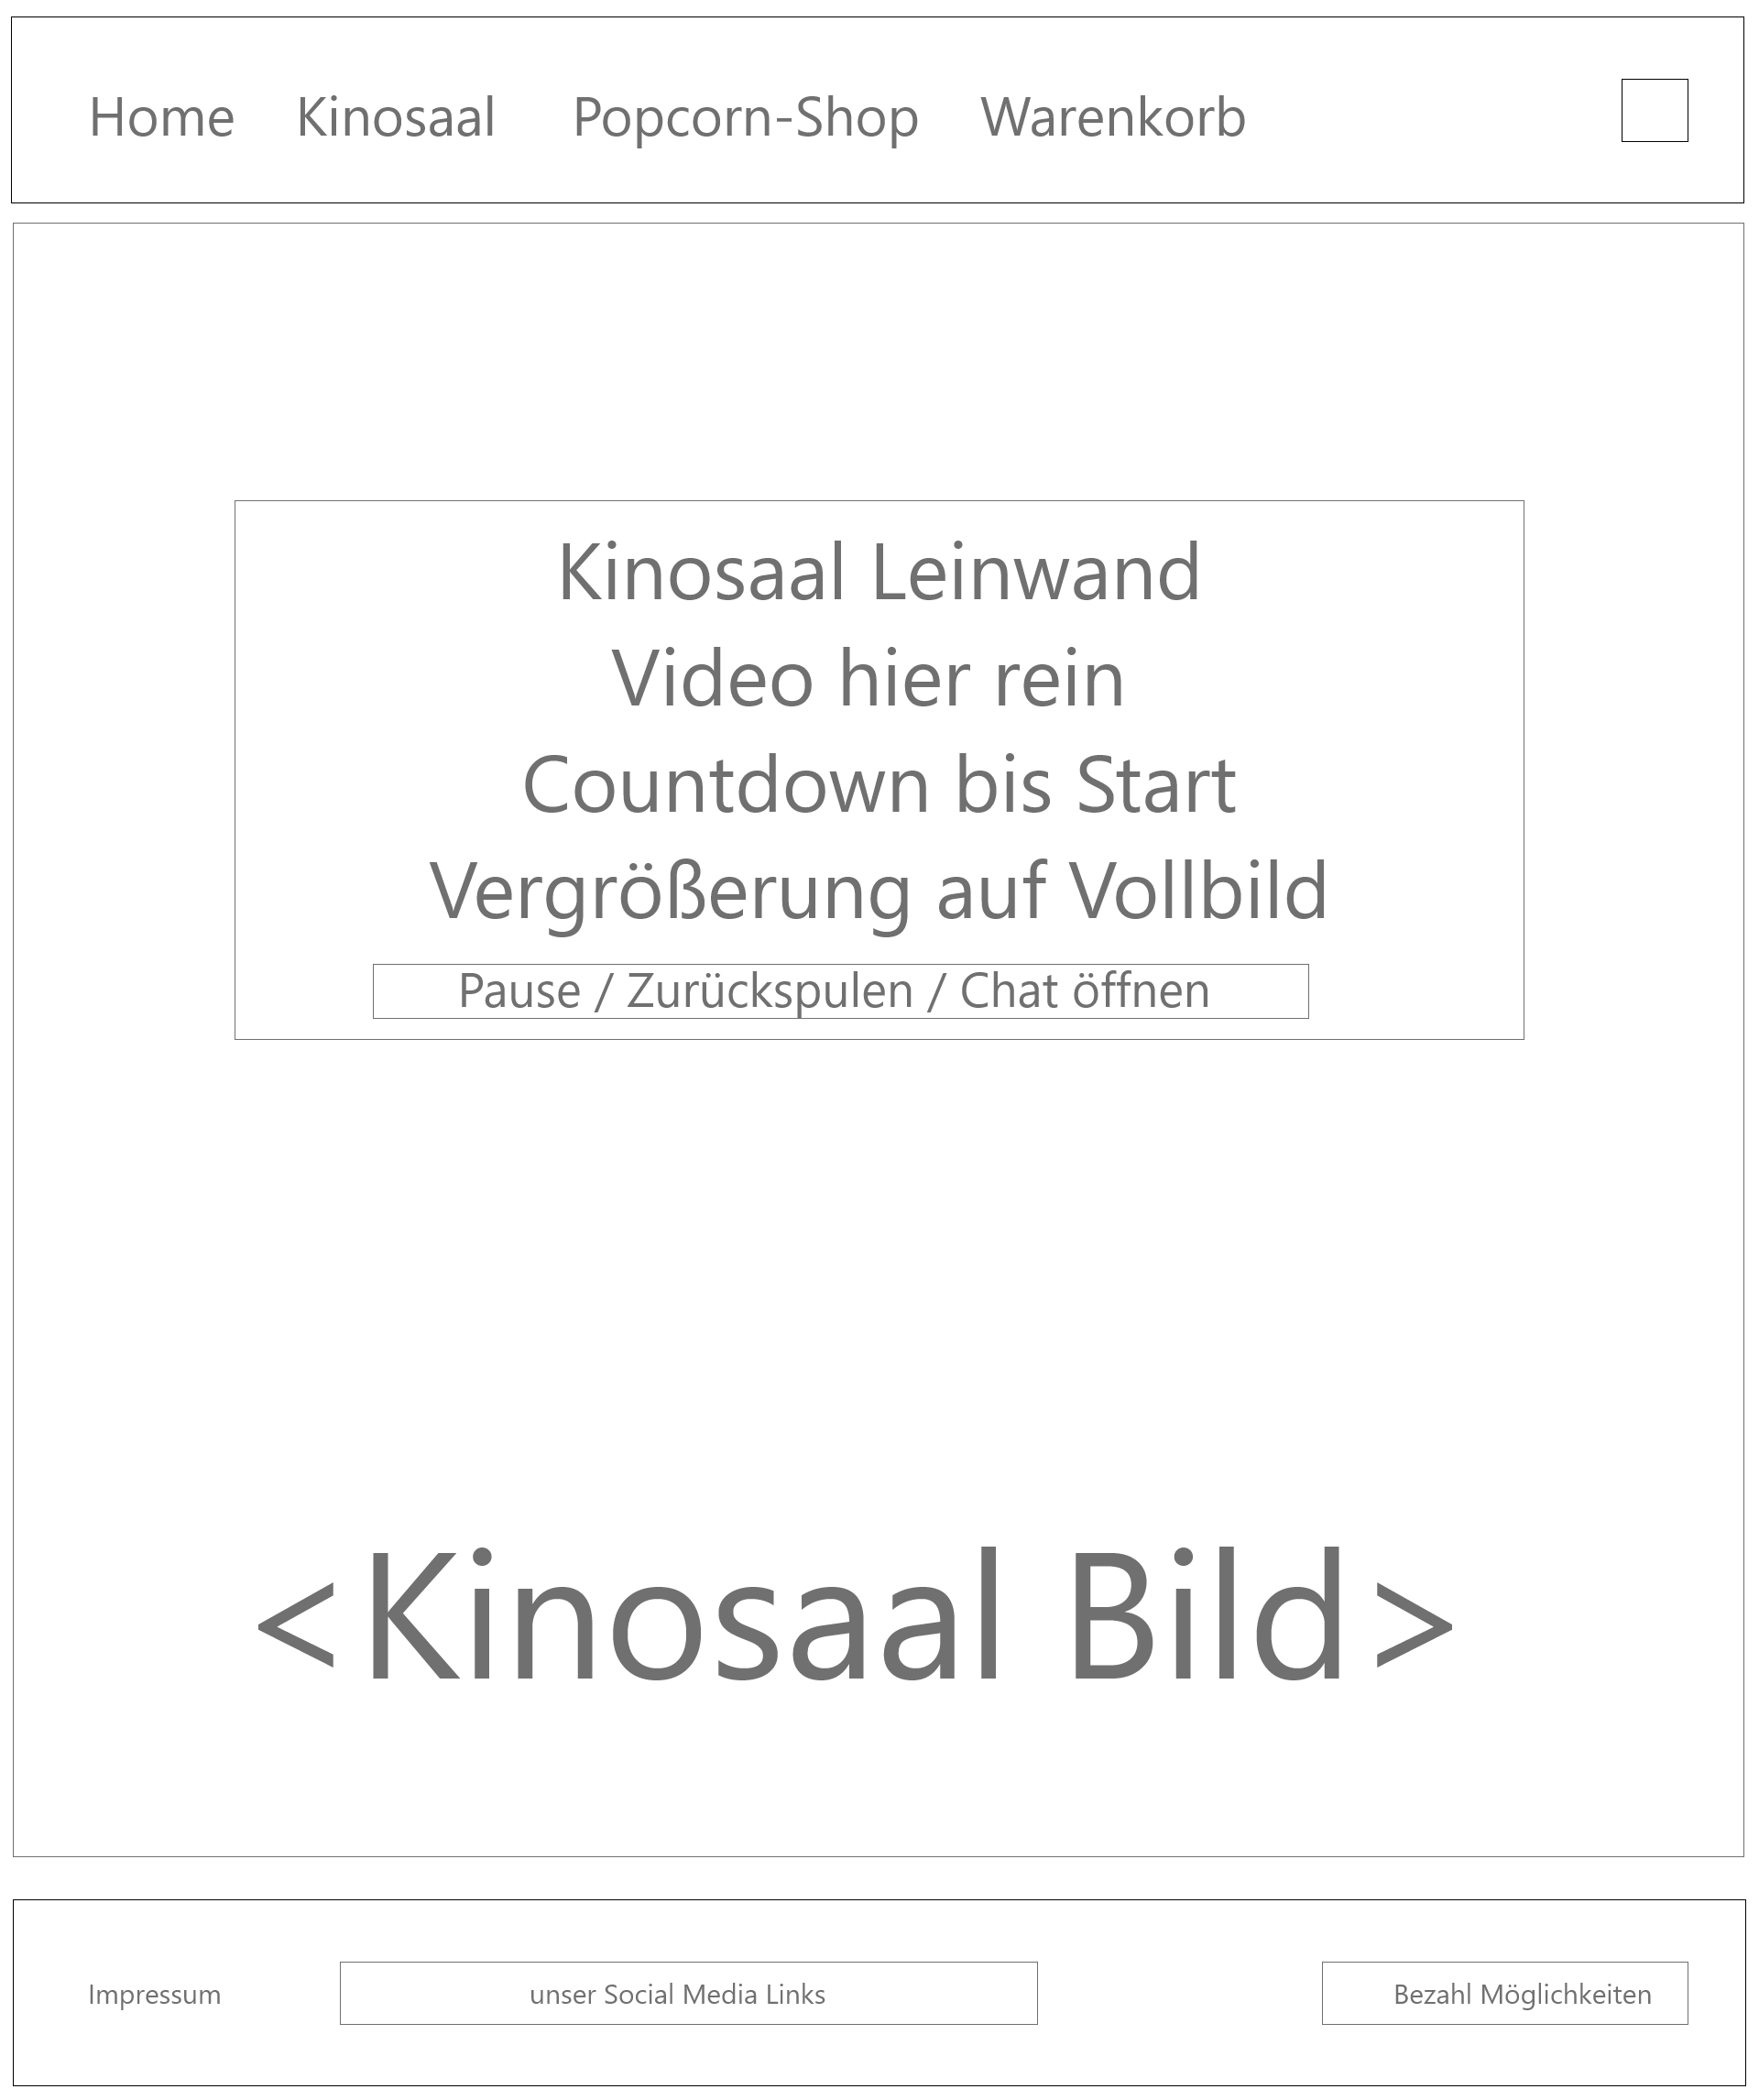 Home Kinosaal Popcorn-Shop Warenkorb
Kinosaal Leinwand
Video hier rein
Countdown bis Start
Vergrößerung auf Vollbild
Pause / Zurückspulen / Chat öffnen
<Kinosaal Bild>
Impressum unser Social Media Links Bezahl Möglichkeiten